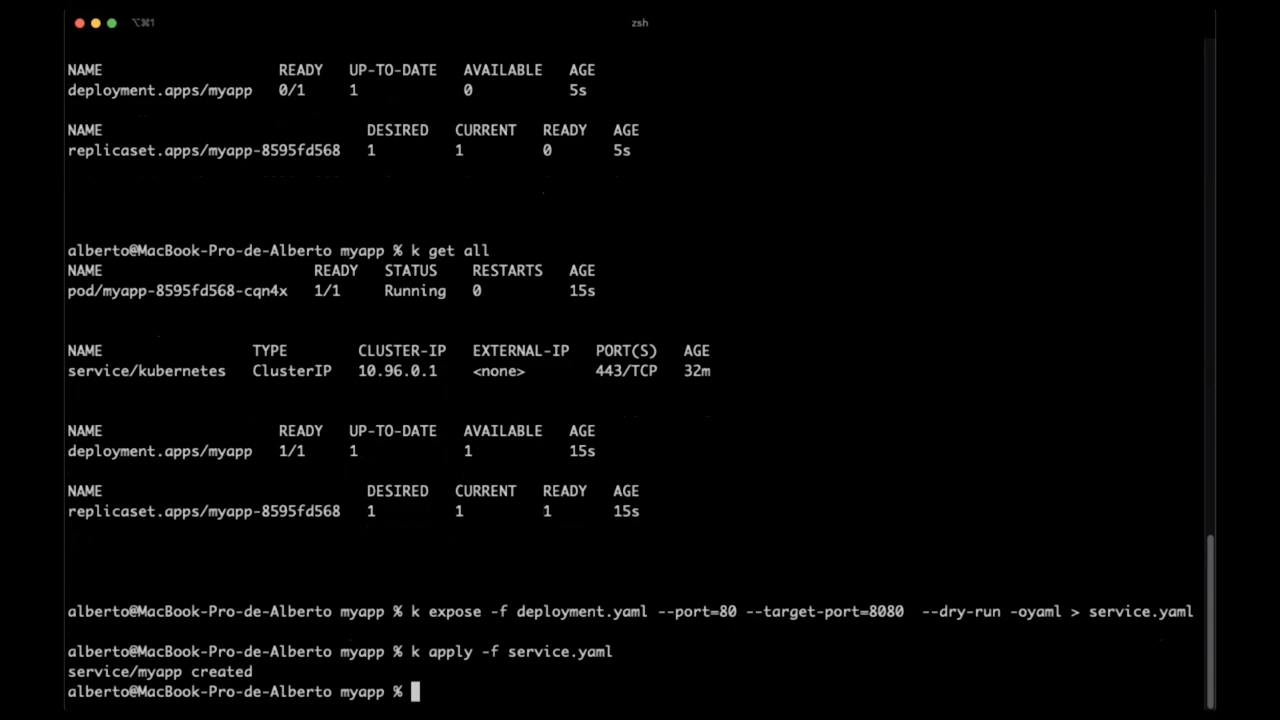 ⌥⌘1 zsh
NAME READY UP-TO-DATE AVAILABLE AGE
deployment.apps/myapp 0/1 1 0 5s
NAME DESIRED CURRENT READY AGE
replicaset.apps/myapp-8595fd568 1 1 0 5s
alberto@MacBook-Pro-de-Alberto myapp % k get all
NAME READY STATUS RESTARTS AGE
pod/myapp-8595fd568-cqn4x 1/1 Running 0 15s
NAME TYPE CLUSTER-IP EXTERNAL-IP PORT(S) AGE
service/kubernetes ClusterIP 10.96.0.1 <none> 443/TCP 32m
NAME READY UP-TO-DATE AVAILABLE AGE
deployment.apps/myapp 1/1 1 1 15s
NAME DESIRED CURRENT READY AGE
replicaset.apps/myapp-8595fd568 1 1 1 15s
alberto@MacBook-Pro-de-Alberto myapp % k expose -f deployment.yaml --port=80 --target-port=8080 --dry-run -oyaml > service.yaml
alberto@MacBook-Pro-de-Alberto myapp % k apply -f service.yaml
service/myapp created
alberto@MacBook-Pro-de-Alberto myapp %